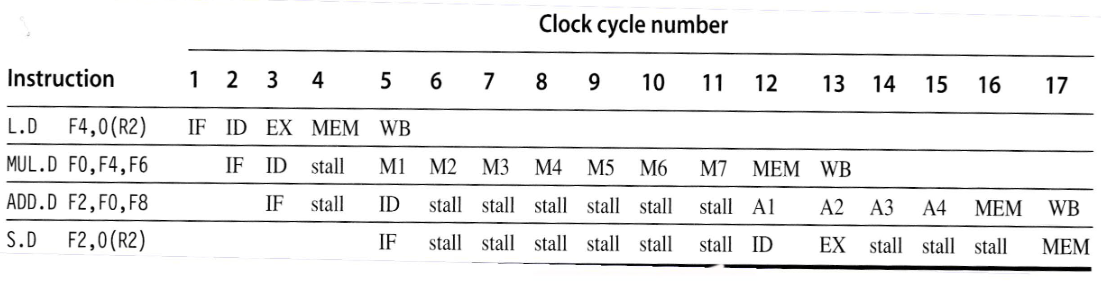 Clock cycle number
Instruction 1 2 3 4 5 6 7 8 9 10 11 12 13 14 15 16 17
L.D F4,0(R2) IF ID EX MEM WB
MUL.D F0,F4,F6 IF ID stall M1 M2 M3 M4 M5 M6 M7 MEM WB
ADD.D F2,F0,F8 IF stall ID stall stall stall stall stall stall A1 A2 A3 A4 MEM WB
S.D F2,0(R2) IF stall stall stall stall stall stall ID EX stall stall stall MEM